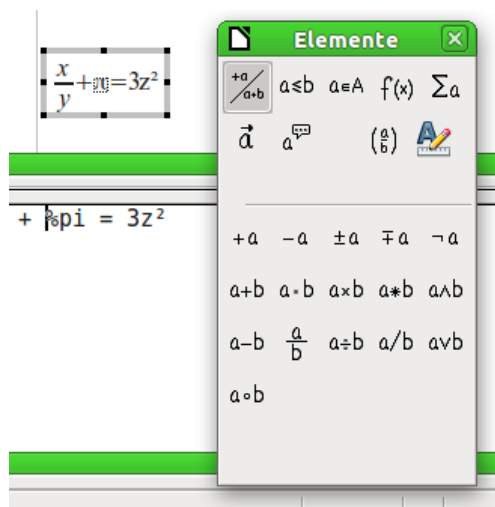 x/y+π=3z²
+ %pi = 3z²
Elemente
+a/a+b a≤b a∈A f(x) Σa
a⃗ a (a/b) A
+a −a ±a ∓a ¬a
a+b a·b a×b a∗b a∧b
a−b a/b a÷b a/b a∨b
a∘b